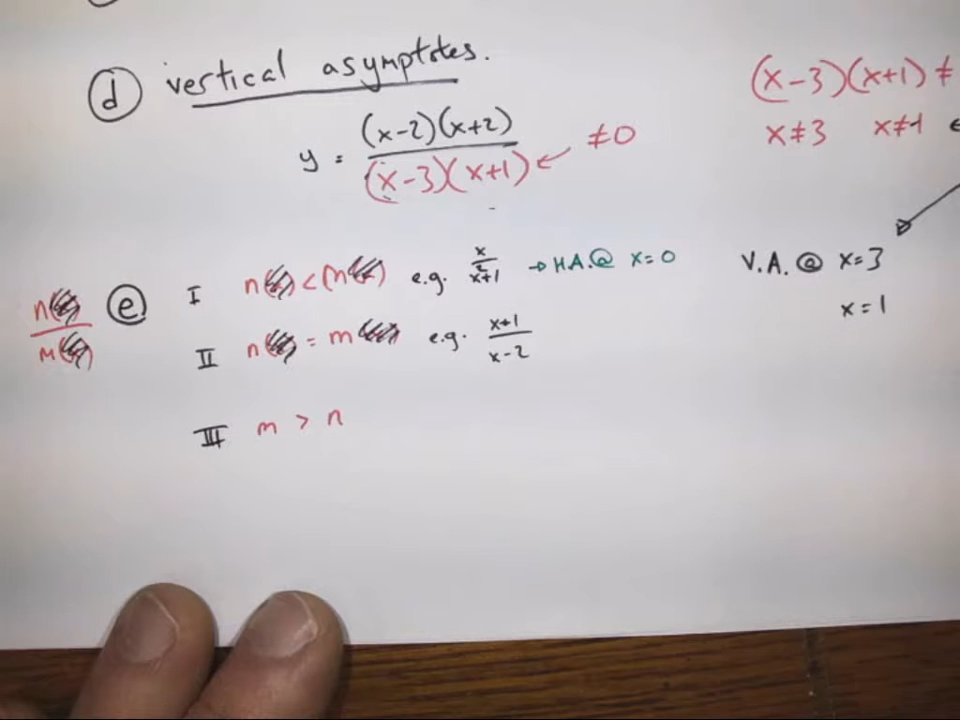 d vertical asymptotes.
y = (x-2)(x+2) / (x-3)(x+1) ← ≠0
(x-3)(x+1) ≠
x≠3 x≠-1
V.A. @ x=3
x=1
n / m
e I n < m e.g. x / x²+1 → H.A.@ x=0
II n = m e.g. x+1 / x-2
III m > n